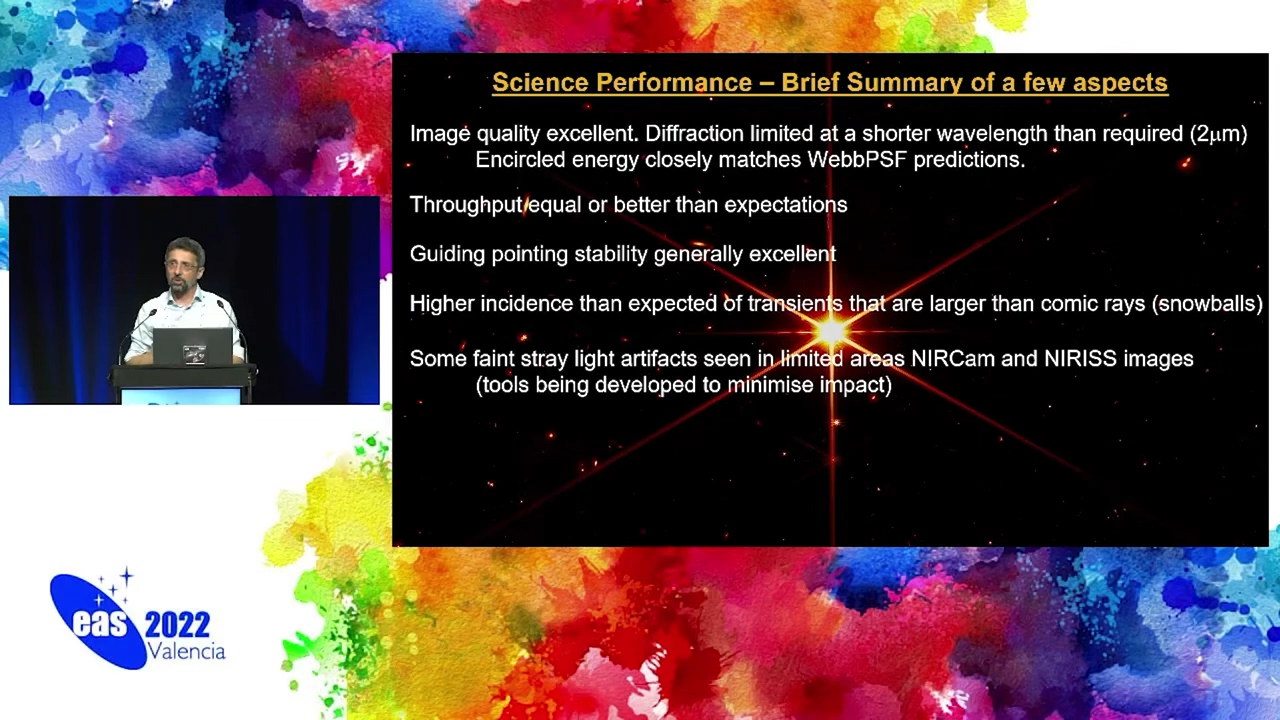 Science Performance – Brief Summary of a few aspects
Image quality excellent. Diffraction limited at a shorter wavelength than required (2μm)
Encircled energy closely matches WebbPSF predictions.
Throughput equal or better than expectations
Guiding pointing stability generally excellent
Higher incidence than expected of transients that are larger than comic rays (snowballs)
Some faint stray light artifacts seen in limited areas NIRCam and NIRISS images
(tools being developed to minimise impact)
eas 2022
Valencia